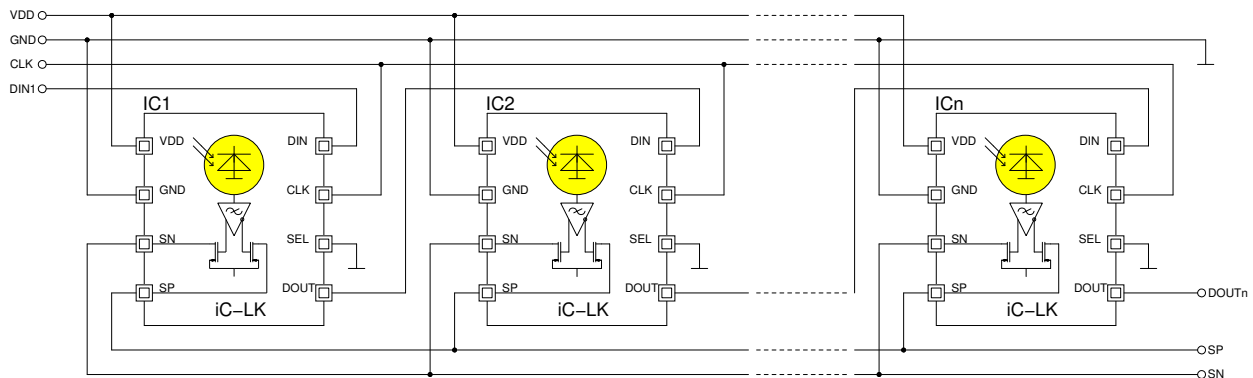 VDD
GND
CLK
DIN1
IC1
VDD
DIN
GND
CLK
SN
SEL
SP
DOUT
iC–LK
IC2
VDD
DIN
GND
CLK
SN
SEL
SP
DOUT
iC–LK
ICn
VDD
DIN
GND
CLK
SN
SEL
SP
DOUT
iC–LK
DOUTn
SP
SN